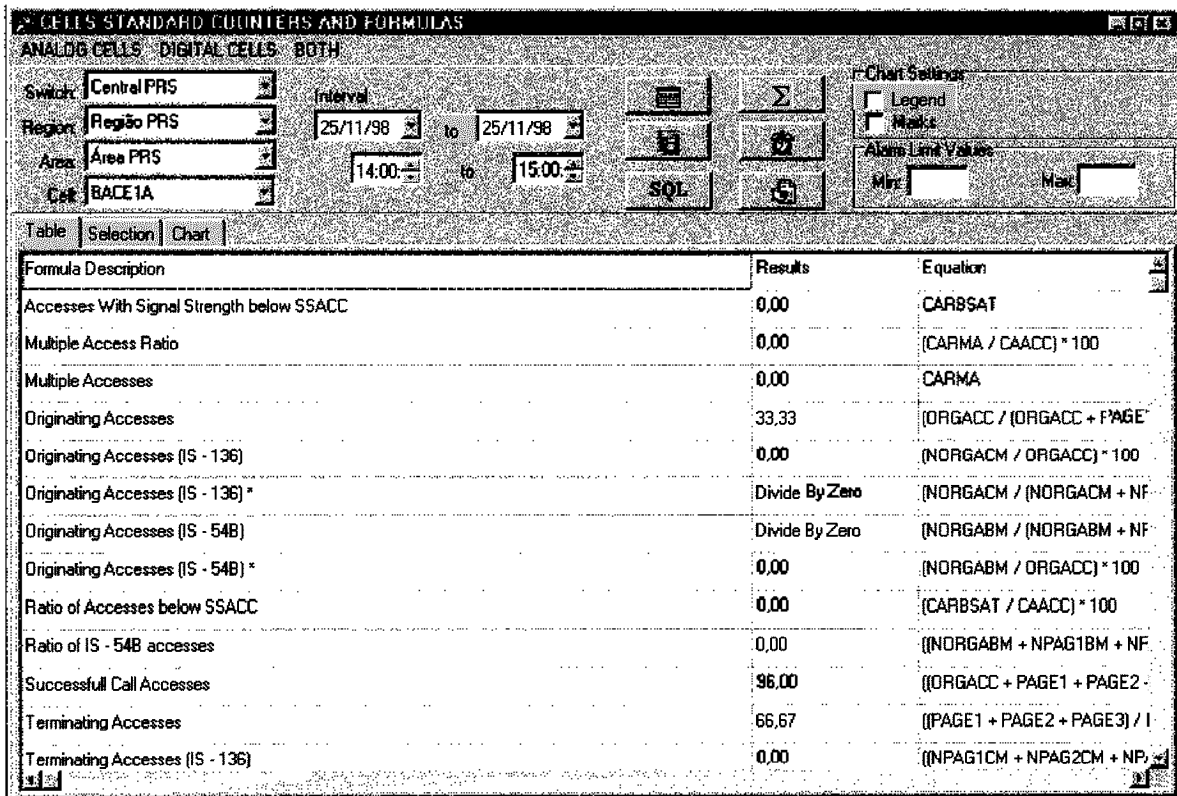 CELLS STANDARD COUNTERS AND FORMULAS
ANALOG CELLS DIGITAL CELLS BOTH
Switch: Central PRS
Region: Região PRS
Area: Área PRS
Cell: BACE1A
Interval
25/11/98 to 25/11/98
14:00 to 15:00
Σ
SQL
Chart Settings
Legend
Marks
Alarm Limit Values
Min: Max:
Table Selection Chart
Formula Description Results Equation
Accesses With Signal Strength below SSACC 0,00 CARBSAT
Multiple Access Ratio 0,00 (CARMA / CAACC) * 100
Multiple Accesses 0,00 CARMA
Originating Accesses 33,33 (ORGACC / (ORGACC + PAGE
Originating Accesses (IS - 136) 0,00 (NORGACM / ORGACC) * 100
Originating Accesses (IS - 136) * Divide By Zero (NORGACM / (NORGACM + NF
Originating Accesses (IS - 54B) Divide By Zero (NORGABM / (NORGABM + NF
Originating Accesses (IS - 54B) * 0,00 (NORGABM / ORGACC) * 100
Ratio of Accesses below SSACC 0,00 (CARBSAT / CAACC) * 100
Ratio of IS - 54B accesses 0,00 ((NORGABM + NPAG1BM + NF
Successfull Call Accesses 96,00 ((ORGACC + PAGE1 + PAGE2 -
Terminating Accesses 66,67 ((PAGE1 + PAGE2 + PAGE3) / (
Terminating Accesses (IS - 136) 0,00 ((NPAG1CM + NPAG2CM + NP